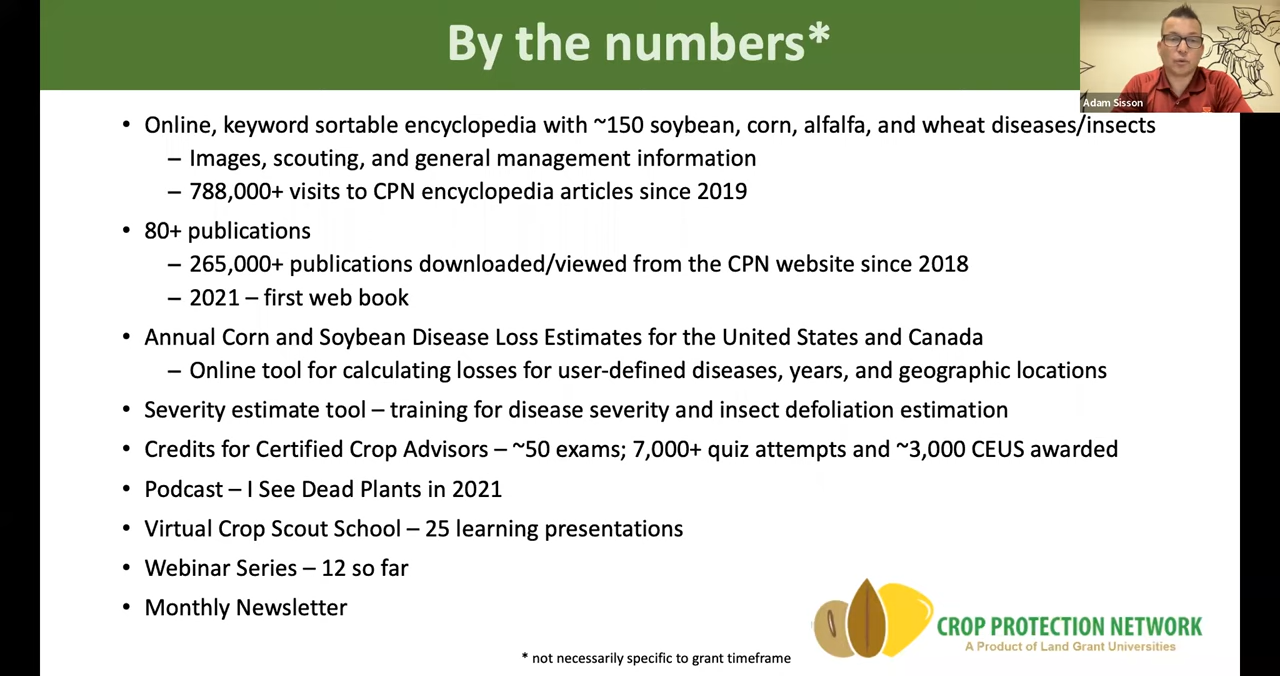 By the numbers*
Adam Sisson
• Online, keyword sortable encyclopedia with ~150 soybean, corn, alfalfa, and wheat diseases/insects
– Images, scouting, and general management information
– 788,000+ visits to CPN encyclopedia articles since 2019
• 80+ publications
– 265,000+ publications downloaded/viewed from the CPN website since 2018
– 2021 – first web book
• Annual Corn and Soybean Disease Loss Estimates for the United States and Canada
– Online tool for calculating losses for user-defined diseases, years, and geographic locations
• Severity estimate tool – training for disease severity and insect defoliation estimation
• Credits for Certified Crop Advisors – ~50 exams; 7,000+ quiz attempts and ~3,000 CEUS awarded
• Podcast – I See Dead Plants in 2021
• Virtual Crop Scout School – 25 learning presentations
• Webinar Series – 12 so far
• Monthly Newsletter
CROP PROTECTION NETWORK
A Product of Land Grant Universities
* not necessarily specific to grant timeframe